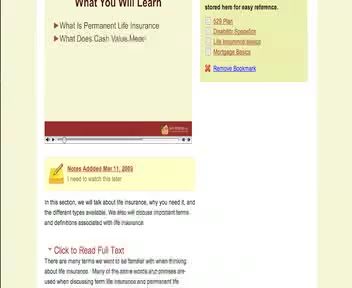 What You Will Learn
What Is Permanent Life Insurance
What Does Cash Value Mean
stored here for easy reference.
529 Plan
Disability
Life Insurance Basics
Mortgage Basics
Remove Bookmark
Notes Addded Mar 11, 2009
I need to watch this later
In this section, we will talk about life insurance, why you need it, and
the different types available. We also will discuss important terms
and definitions associated with life insurance
Click to Read Full Text
There are many terms we want to be familiar with when thinking
about life insurance. Many of the same words and phrases are
used when discussing term life insurance and permanent life